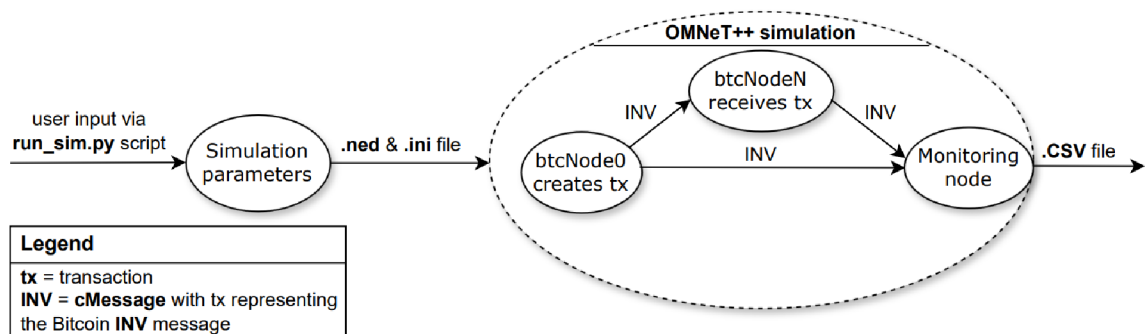 OMNeT++ simulation
btcNodeN
receives tx
INV
INV
user input via
run_sim.py script
Simulation
parameters
.ned & .ini file
btcNode0
creates tx
INV
Monitoring
node
.CSV file
Legend
tx = transaction
INV = cMessage with tx representing
the Bitcoin INV message